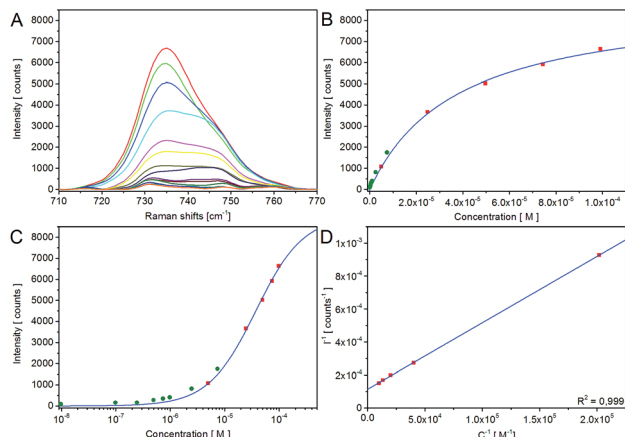 A
8000
7000
6000
5000
4000
3000
2000
1000
0
Intensity [ counts]
710 720 730 740 750 760 770
Raman shifts [cm⁻¹]
B
8000
7000
6000
5000
4000
3000
2000
1000
0
Intensity [ counts]
0.0 2.0x10⁻⁵ 4.0x10⁻⁵ 6.0x10⁻⁵ 8.0x10⁻⁵ 1.0x10⁻⁴
Concentration [ M ]
C
8000
7000
6000
5000
4000
3000
2000
1000
0
Intensity [ counts]
10⁻⁸ 10⁻⁷ 10⁻⁶ 10⁻⁵ 10⁻⁴
Concentration [ M ]
D
1x10⁻³
8x10⁻⁴
6x10⁻⁴
4x10⁻⁴
2x10⁻⁴
0
I⁻¹ [ counts⁻¹]
R² = 0,999
0 5.0x10⁴ 1.0x10⁵ 1.5x10⁵ 2.0x10⁵
C⁻¹ [ M⁻¹]